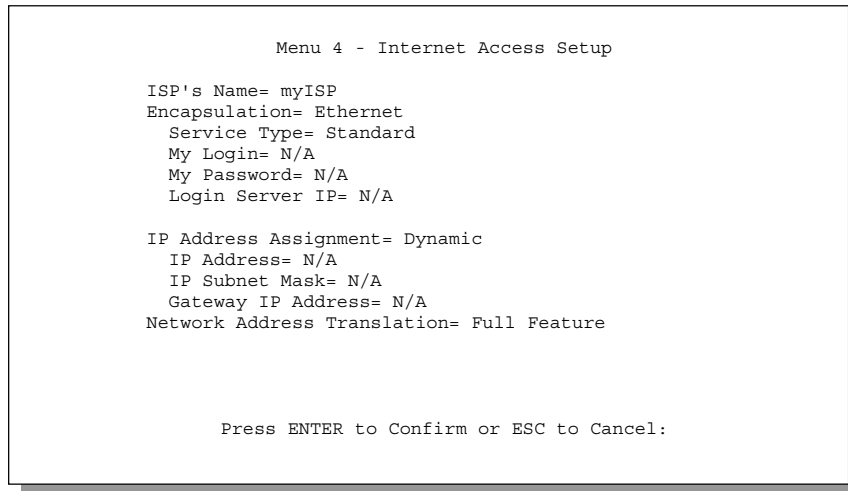 Menu 4 - Internet Access Setup
ISP's Name= myISP
Encapsulation= Ethernet
Service Type= Standard
My Login= N/A
My Password= N/A
Login Server IP= N/A
IP Address Assignment= Dynamic
IP Address= N/A
IP Subnet Mask= N/A
Gateway IP Address= N/A
Network Address Translation= Full Feature
Press ENTER to Confirm or ESC to Cancel: